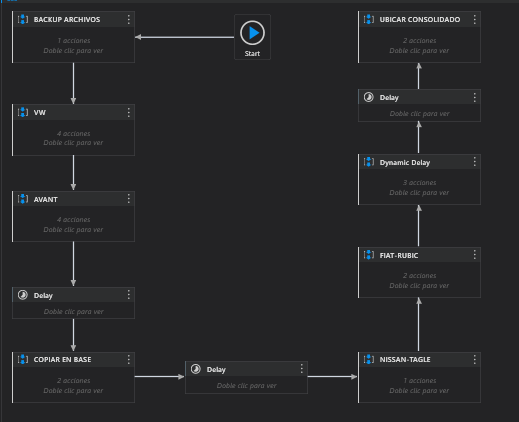 Start
BACKUP ARCHIVOS
1 acciones
Doble clic para ver
VW
4 acciones
Doble clic para ver
AVANT
4 acciones
Doble clic para ver
Delay
Doble clic para ver
COPIAR EN BASE
2 acciones
Doble clic para ver
Delay
Doble clic para ver
NISSAN-TAGLE
1 acciones
Doble clic para ver
FIAT-RUBIC
2 acciones
Doble clic para ver
Dynamic Delay
3 acciones
Doble clic para ver
Delay
Doble clic para ver
UBICAR CONSOLIDADO
2 acciones
Doble clic para ver